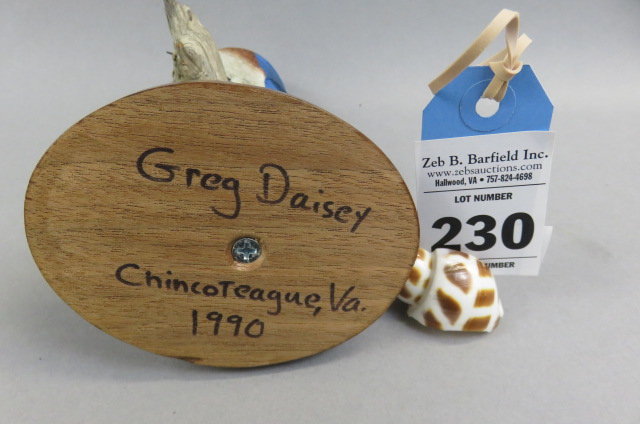 Greg Daisey
Chincoteague, Va.
1990
Zeb B. Barfield Inc.
www.zebsauctions.com
Hallwood, VA • 757-824-4698
LOT NUMBER
230
NUMBER